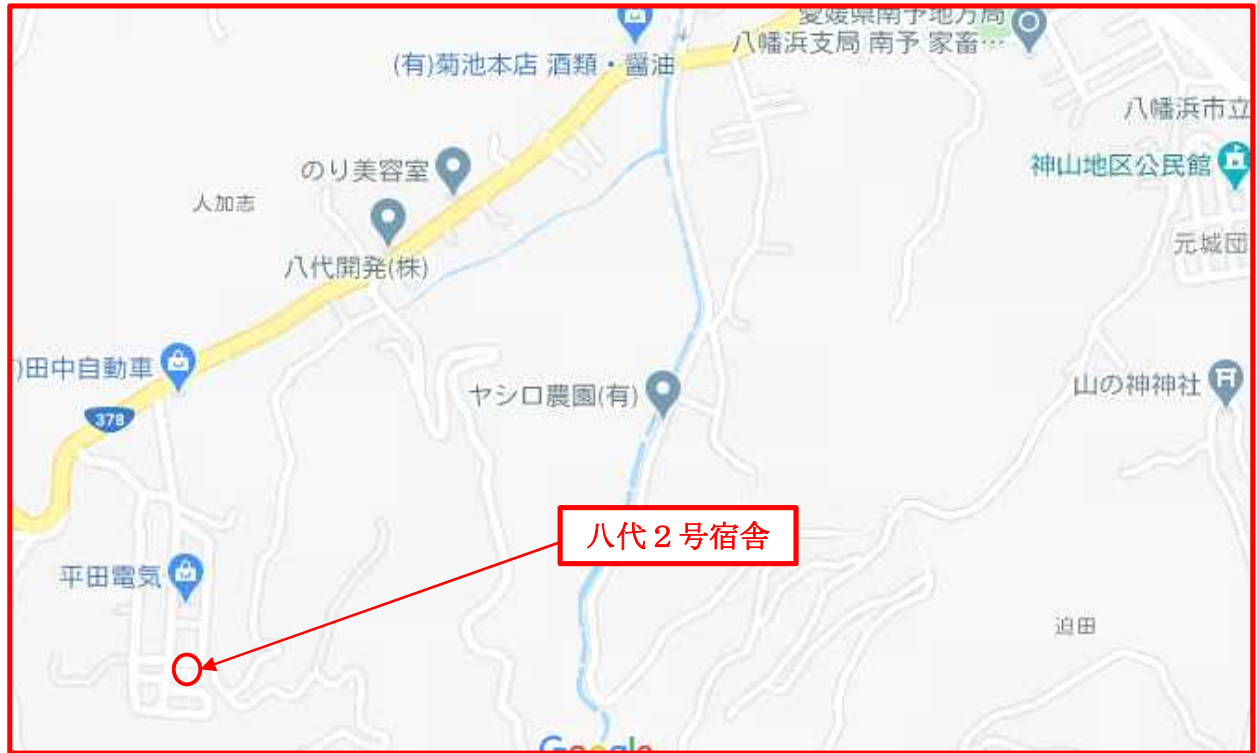 愛媛県南予地方局
八幡浜支局 南予 家畜…
(有)菊池本店 酒類・醤油
八幡浜市立
神山地区公民館
のり美容室
人加志
元城団
八代開発(株)
)田中自動車
山の神神社
ヤシロ農園(有)
378
八代２号宿舎
平田電気
迫田
Google